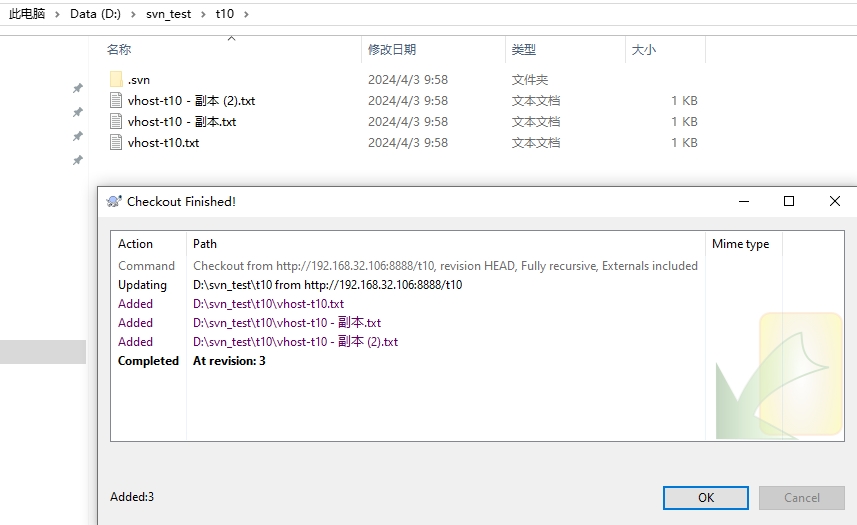 此电脑 › Data (D:) › svn_test › t10 ›
名称 修改日期 类型 大小
.svn 2024/4/3 9:58 文件夹
vhost-t10 - 副本 (2).txt 2024/4/3 9:58 文本文档 1 KB
vhost-t10 - 副本.txt 2024/4/3 9:58 文本文档 1 KB
vhost-t10.txt 2024/4/3 9:58 文本文档 1 KB
Checkout Finished!
Action Path Mime type
Command Checkout from http://192.168.32.106:8888/t10, revision HEAD, Fully recursive, Externals included
Updating D:\svn_test\t10 from http://192.168.32.106:8888/t10
Added D:\svn_test\t10\vhost-t10.txt
Added D:\svn_test\t10\vhost-t10 - 副本.txt
Added D:\svn_test\t10\vhost-t10 - 副本 (2).txt
Completed At revision: 3
Added:3
OK Cancel